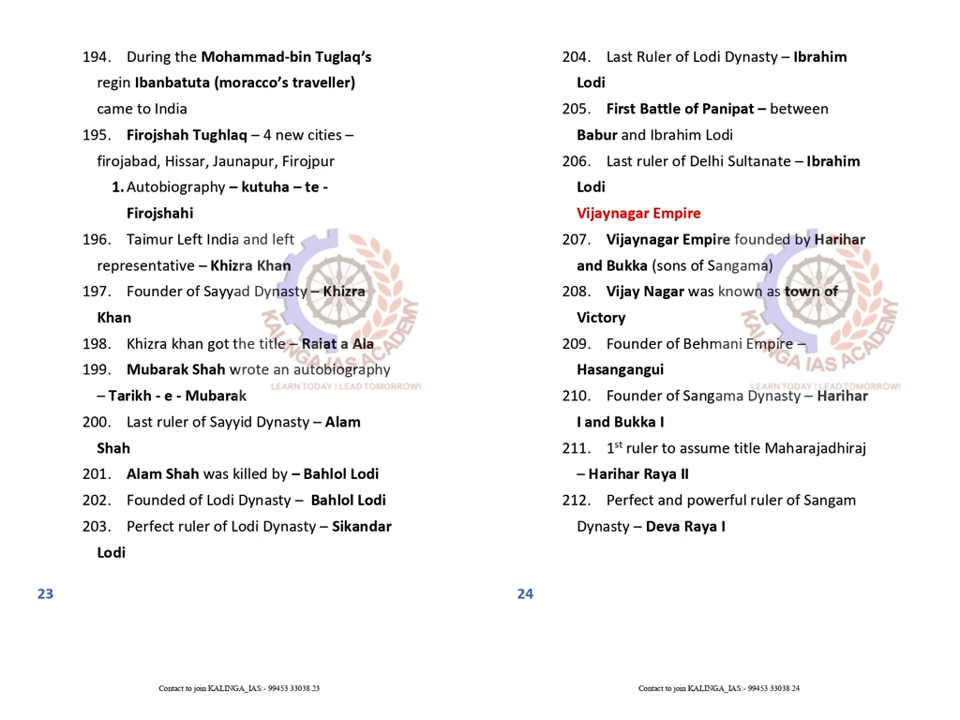 194. During the Mohammad-bin Tuglaq's
regin Ibanbatuta (moracco's traveller)
came to India
195. Firojshah Tughlaq – 4 new cities –
firojabad, Hissar, Jaunapur, Firojpur
1. Autobiography – kutuha – te -
Firojshahi
196. Taimur Left India and left
representative – Khizra Khan
197. Founder of Sayyad Dynasty – Khizra
Khan
198. Khizra khan got the title – Raiat a Ala
199. Mubarak Shah wrote an autobiography
– Tarikh - e - Mubarak
200. Last ruler of Sayyid Dynasty – Alam
Shah
201. Alam Shah was killed by – Bahlol Lodi
202. Founded of Lodi Dynasty – Bahlol Lodi
203. Perfect ruler of Lodi Dynasty – Sikandar
Lodi
KALINGA IAS ACADEMY
LEARN TODAY ! LEAD TOMORROW!
23
Contact to join KALINGA_IAS:- 99453 33038 23
204. Last Ruler of Lodi Dynasty – Ibrahim
Lodi
205. First Battle of Panipat – between
Babur and Ibrahim Lodi
206. Last ruler of Delhi Sultanate – Ibrahim
Lodi
Vijaynagar Empire
207. Vijaynagar Empire founded by Harihar
and Bukka (sons of Sangama)
208. Vijay Nagar was known as town of
Victory
209. Founder of Behmani Empire –
Hasangangui
210. Founder of Sangama Dynasty – Harihar
I and Bukka I
211. 1st ruler to assume title Maharajadhiraj
– Harihar Raya II
212. Perfect and powerful ruler of Sangam
Dynasty – Deva Raya I
KALINGA IAS ACADEMY
LEARN TODAY ! LEAD TOMORROW!
24
Contact to join KALINGA_IAS:- 99453 33038 24